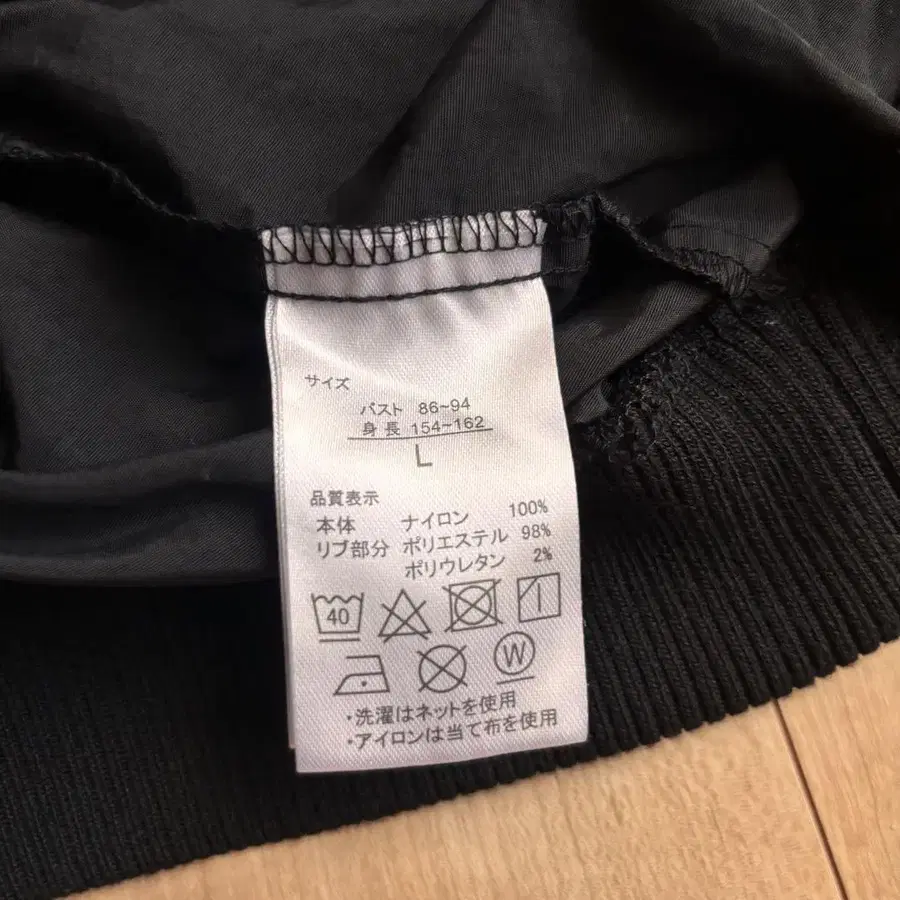 サイズ
バスト 86~94
身長 154~162
L
品質表示
本体 ナイロン 100%
リブ部分 ポリエステル 98%
ポリウレタン 2%
40
W
・洗濯はネットを使用
・アイロンは当て布を使用